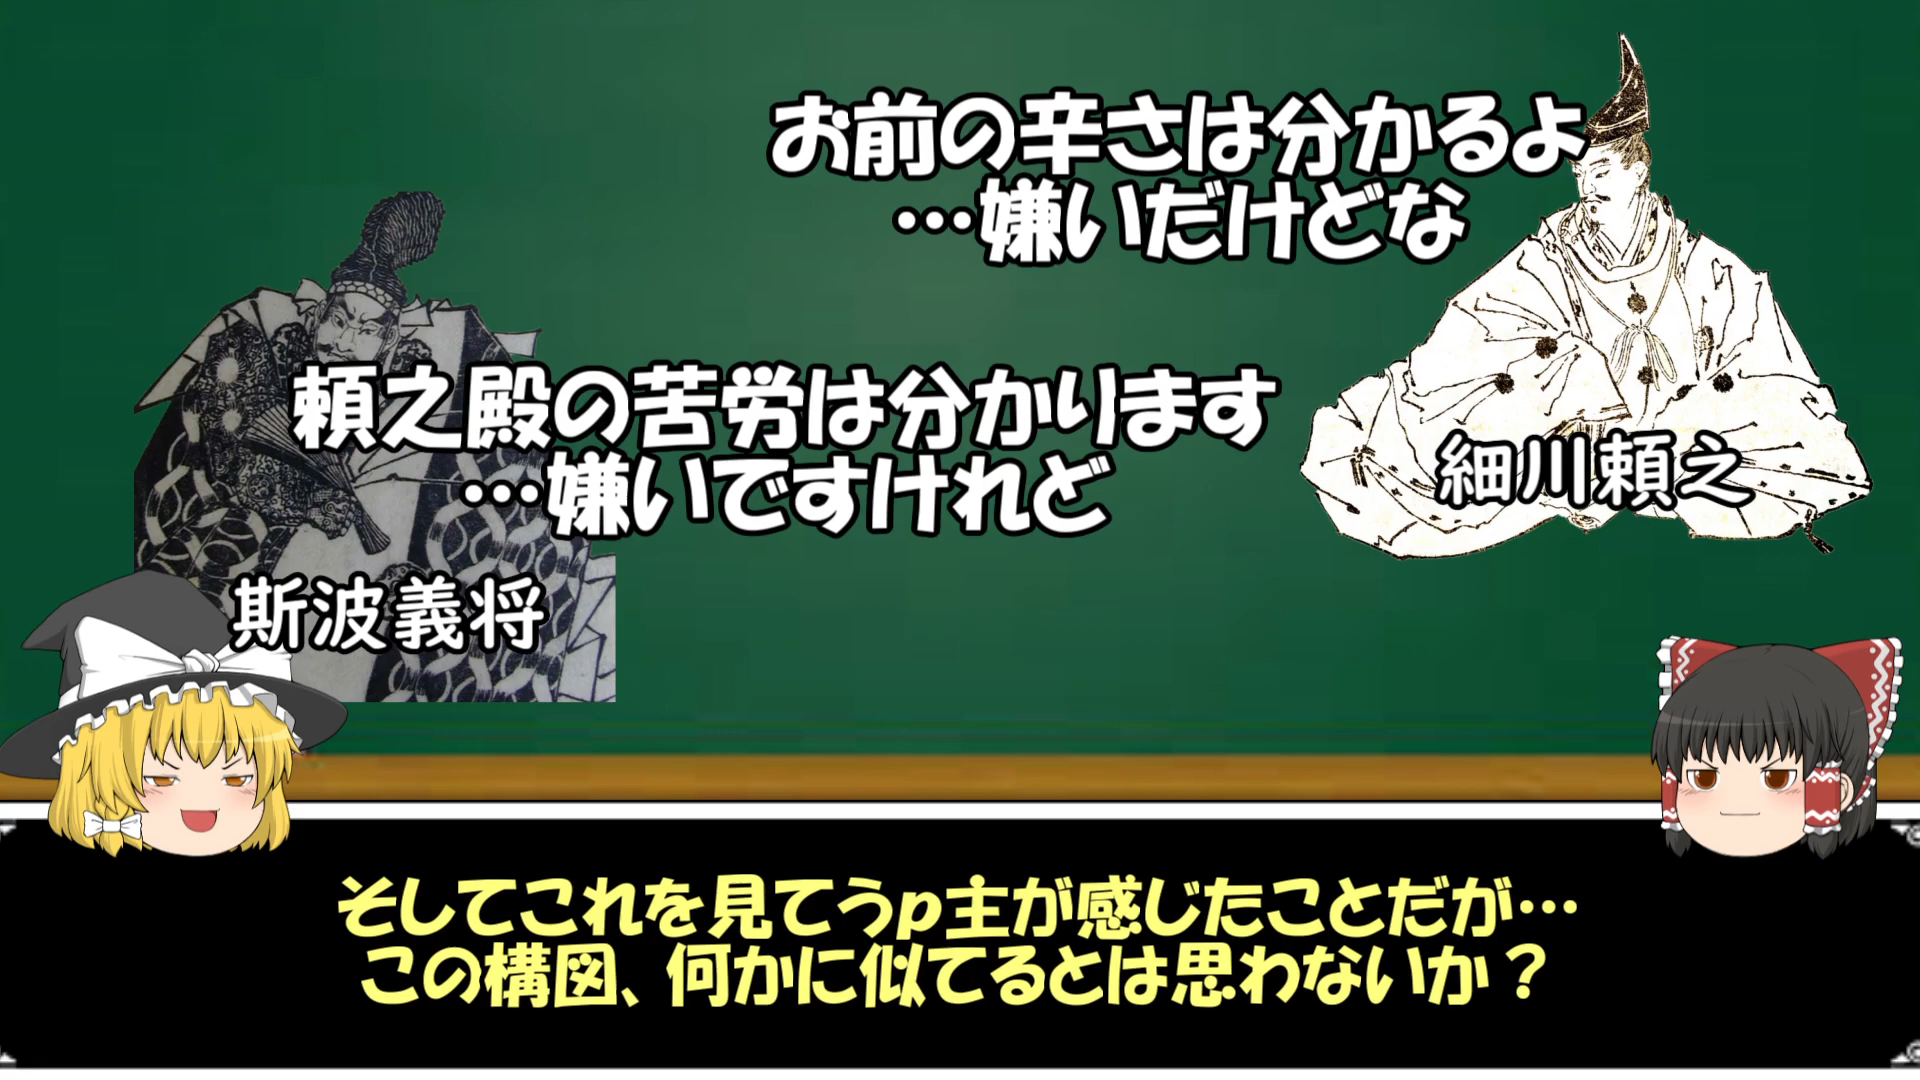 お前の辛さは分かるよ
…嫌いだけどな
頼之殿の苦労は分かります
…嫌いですけれど
細川頼之
斯波義将
そしてこれを見てうp主が感じたことだが…
この構図、何かに似てるとは思わないか？